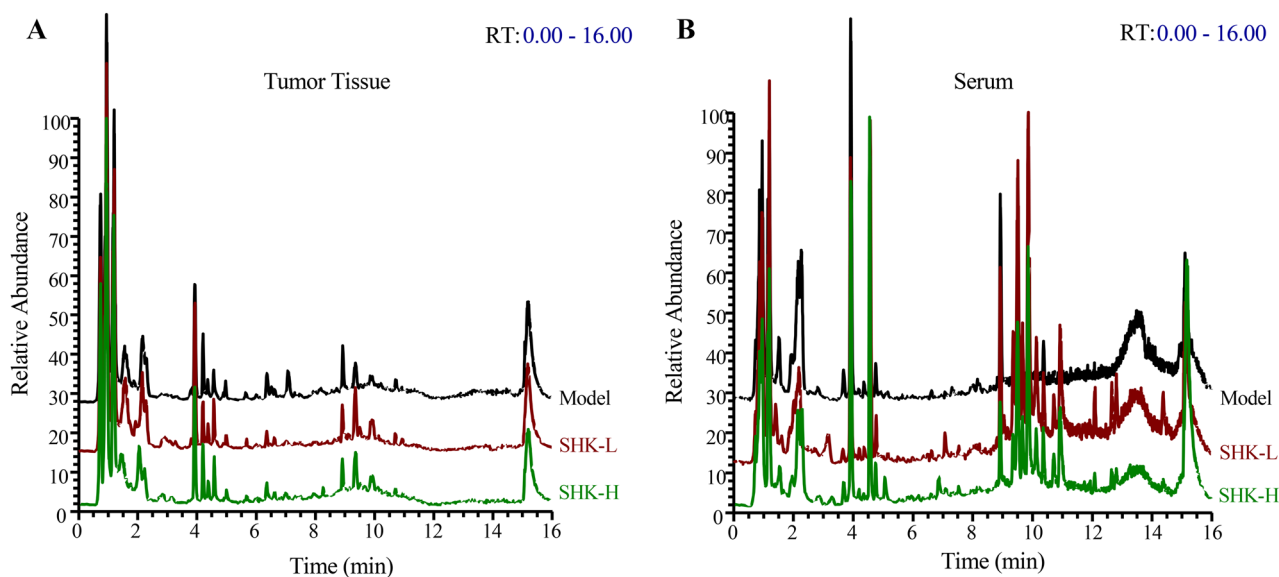 A
RT:0.00 - 16.00
Tumor Tissue
Relative Abundance
100
90
80
70
60
50
40
30
20
10
0
Model
SHK-L
SHK-H
0 2 4 6 8 10 12 14 16
Time (min)
B
RT:0.00 - 16.00
Serum
Relative Abundance
100
90
80
70
60
50
40
30
20
10
0
Model
SHK-L
SHK-H
0 2 4 6 8 10 12 14 16
Time (min)